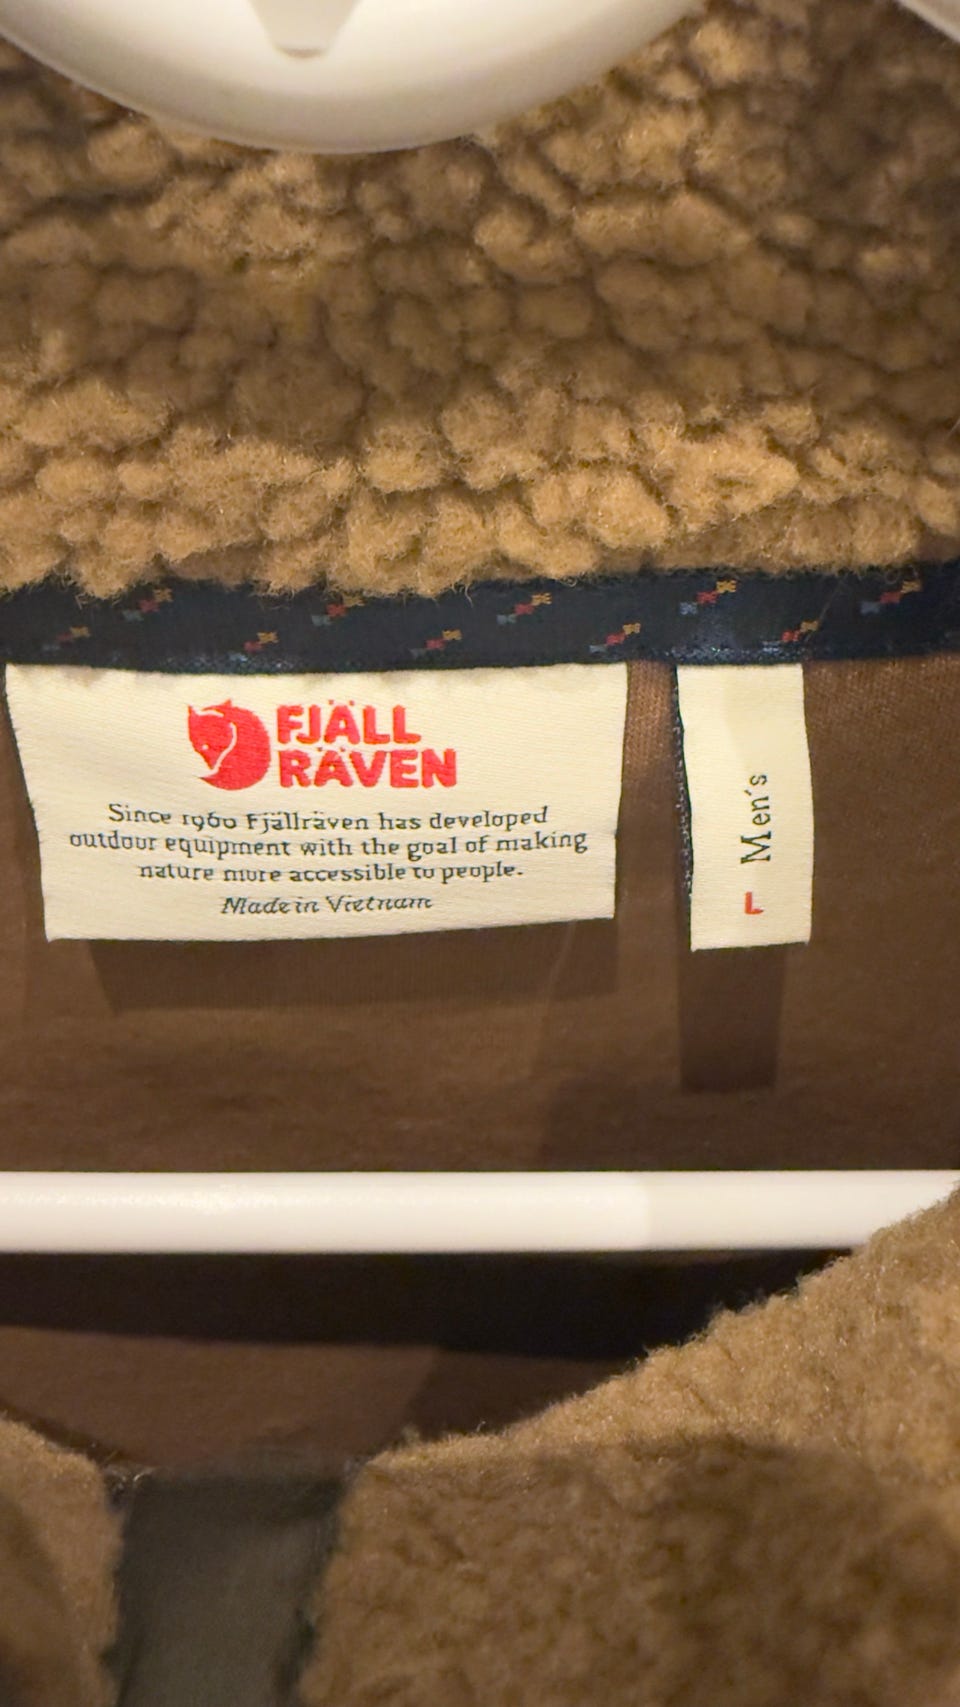 FJÄLL
RÄVEN
Since 1960 Fjällräven has developed
outdoor equipment with the goal of making
nature more accessible to people.
Made in Vietnam
Men's
L